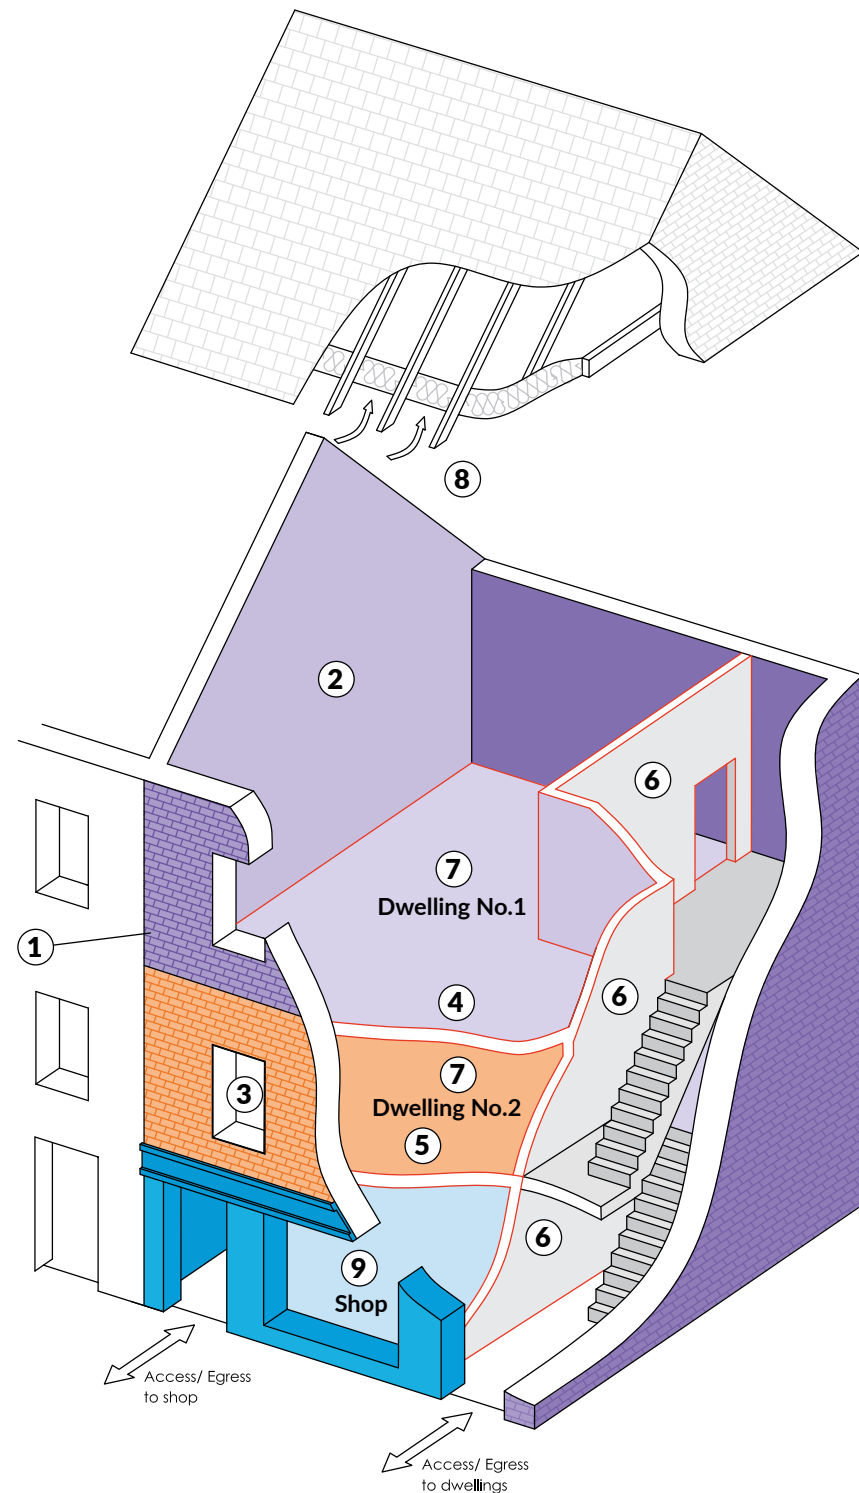 8
2
6
7
Dwelling No.1
1
4
6
7
Dwelling No.2
3
5
6
9
Shop
Access/ Egress
to shop
Access/ Egress
to dwellings